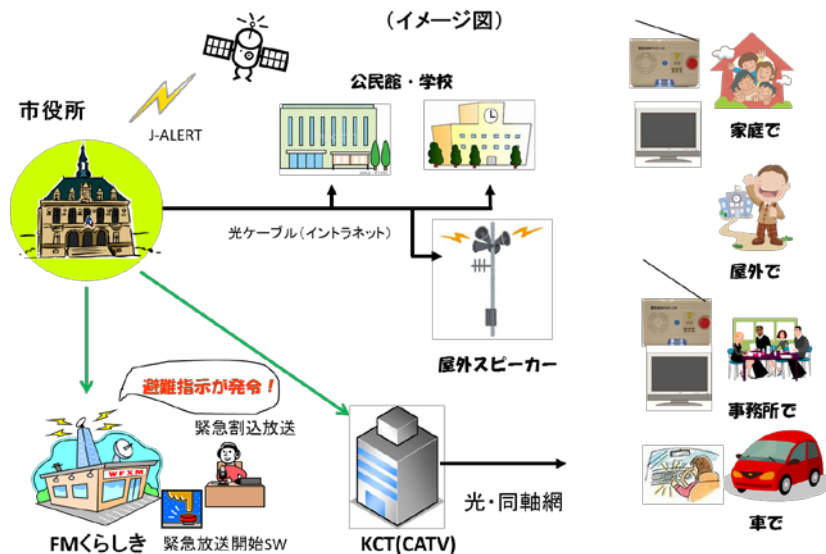 (イメージ図)
市役所
J-ALERT
公民館・学校
家庭で
光ケーブル(イントラネット)
屋外で
屋外スピーカー
避難指示が発令!
緊急割込放送
事務所で
WFXM
光・同軸網
FMくらしき
緊急放送開始SW
KCT(CATV)
車で